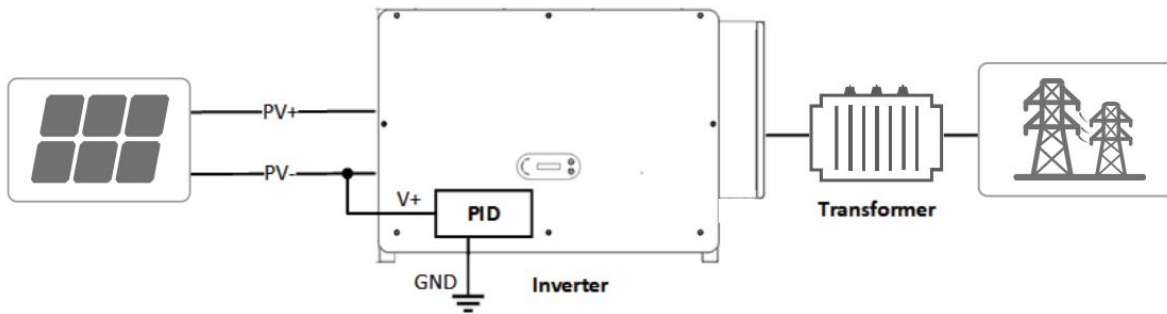 PV+
PV-
V+
PID
GND
Inverter
Transformer